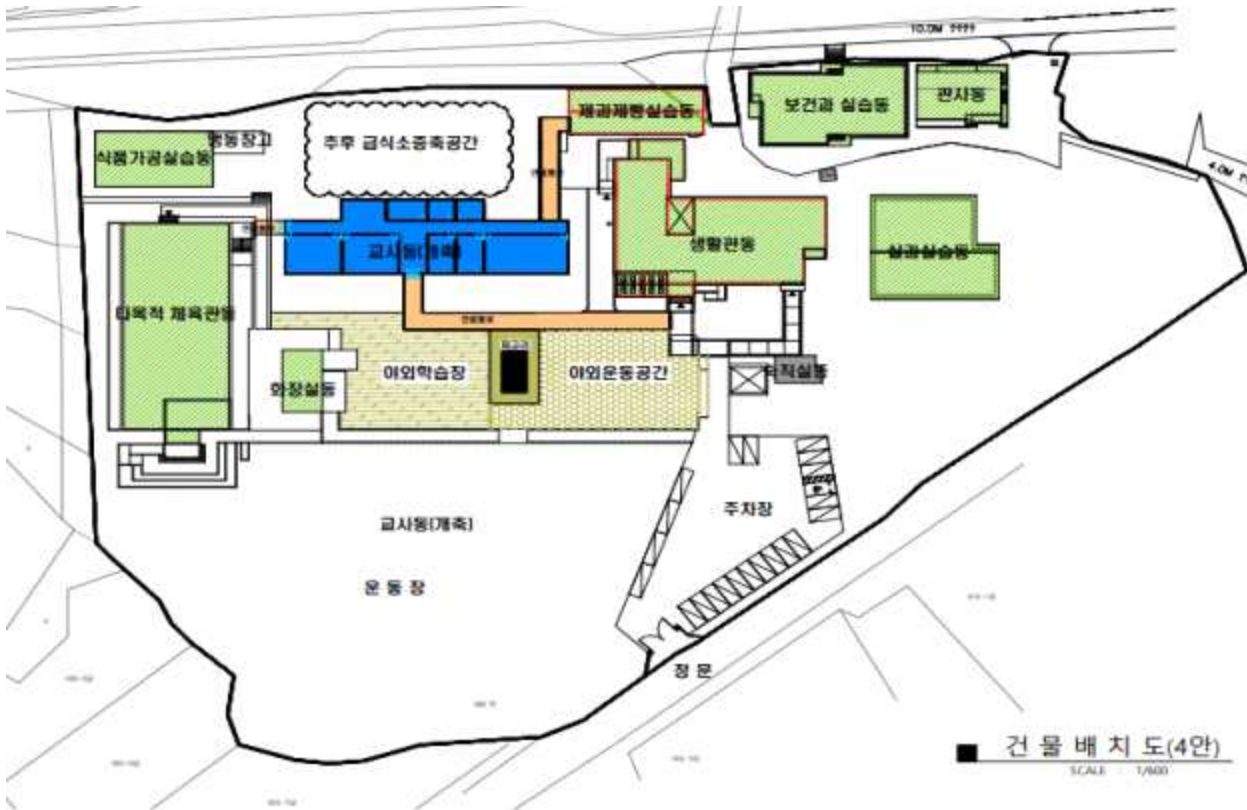 10.0M ????
제과제빵실습동
보건과 실습동
관사동
냉동창고
추후 급식소증축공간
식품가공실습동
4.0M ??
생활관동
실과실습동
교사동(개축)
다목적 체육관동
야외학습장
야외운동공간
숙직실동
화장실동
주차장
교사동(개축)
운 동 장
정 문
건 물 배 치 도(4안)
SCALE : 1/600